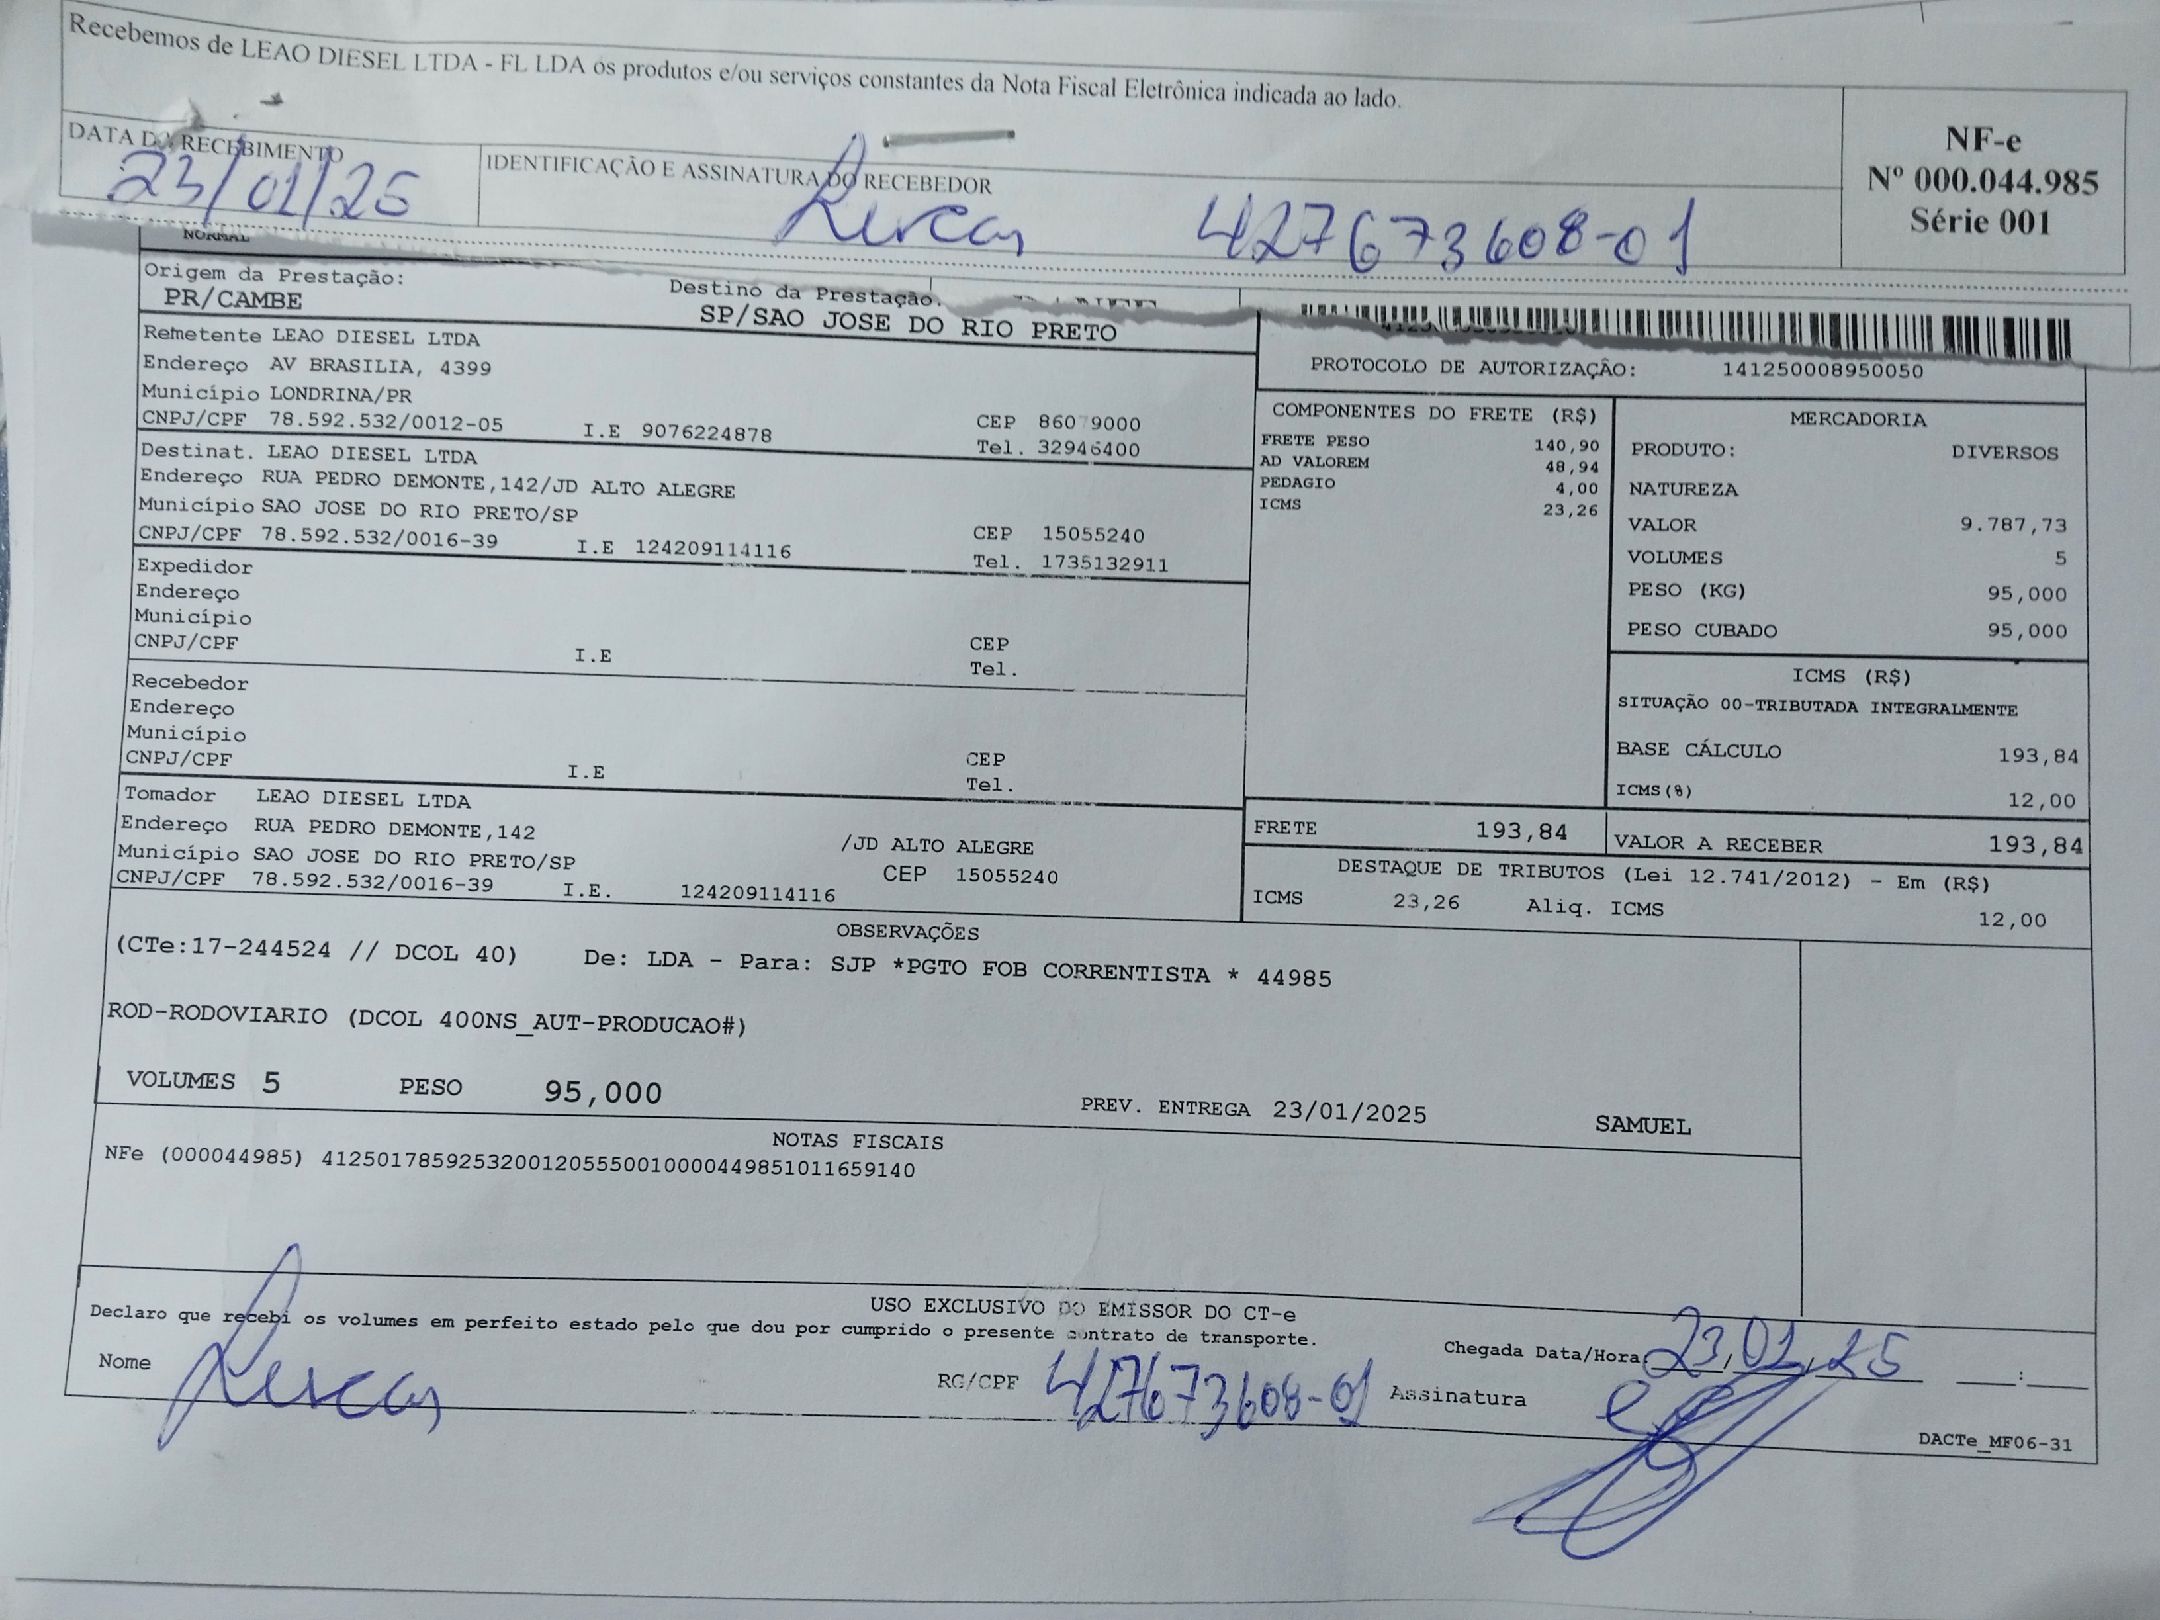 Recebemos de LEAO DIESEL LTDA - FL LDA os produtos e/ou serviços constantes da Nota Fiscal Eletrônica indicada ao lado.
NF-e
Nº 000.044.985
Série 001
DATA DO RECEBIMENTO
23/01/25
IDENTIFICAÇÃO E ASSINATURA DO RECEBEDOR
427673608-01
NORMAL
Origem da Prestação:
PR/CAMBE
Destino da Prestação.
SP/SAO JOSE DO RIO PRETO
Remetente LEAO DIESEL LTDA
Endereço AV BRASILIA, 4399
Município LONDRINA/PR
CNPJ/CPF 78.592.532/0012-05 I.E 9076224878
CEP 86079000
Tel. 32946400
Destinat. LEAO DIESEL LTDA
Endereço RUA PEDRO DEMONTE,142/JD ALTO ALEGRE
Município SAO JOSE DO RIO PRETO/SP
CNPJ/CPF 78.592.532/0016-39 I.E 124209114116
CEP 15055240
Tel. 1735132911
Expedidor
Endereço
Município
CNPJ/CPF I.E
CEP
Tel.
Recebedor
Endereço
Município
CNPJ/CPF I.E
CEP
Tel.
Tomador LEAO DIESEL LTDA
Endereço RUA PEDRO DEMONTE,142 /JD ALTO ALEGRE
Município SAO JOSE DO RIO PRETO/SP CEP 15055240
CNPJ/CPF 78.592.532/0016-39 I.E. 124209114116
PROTOCOLO DE AUTORIZAÇÃO: 141250008950050
COMPONENTES DO FRETE (R$)
FRETE PESO 140,90
AD VALOREM 48,94
PEDAGIO 4,00
ICMS 23,26
MERCADORIA
PRODUTO: DIVERSOS
NATUREZA
VALOR 9.787,73
VOLUMES 5
PESO (KG) 95,000
PESO CUBADO 95,000
ICMS (R$)
SITUAÇÃO 00-TRIBUTADA INTEGRALMENTE
BASE CÁLCULO 193,84
ICMS(%) 12,00
FRETE 193,84
VALOR A RECEBER 193,84
DESTAQUE DE TRIBUTOS (Lei 12.741/2012) - Em (R$)
ICMS 23,26 Aliq. ICMS 12,00
OBSERVAÇÕES
(CTe:17-244524 // DCOL 40) De: LDA - Para: SJP *PGTO FOB CORRENTISTA * 44985
ROD-RODOVIARIO (DCOL 400NS_AUT-PRODUCAO#)
VOLUMES 5 PESO 95,000 PREV. ENTREGA 23/01/2025 SAMUEL
NOTAS FISCAIS
NFe (000044985) 41250178592532001205550010000449851011659140
USO EXCLUSIVO DO EMISSOR DO CT-e
Declaro que recebi os volumes em perfeito estado pelo que dou por cumprido o presente contrato de transporte.
Chegada Data/Hora 23/01/25 :
Nome
RG/CPF 427673608-01 Assinatura
DACTe_MF06-31